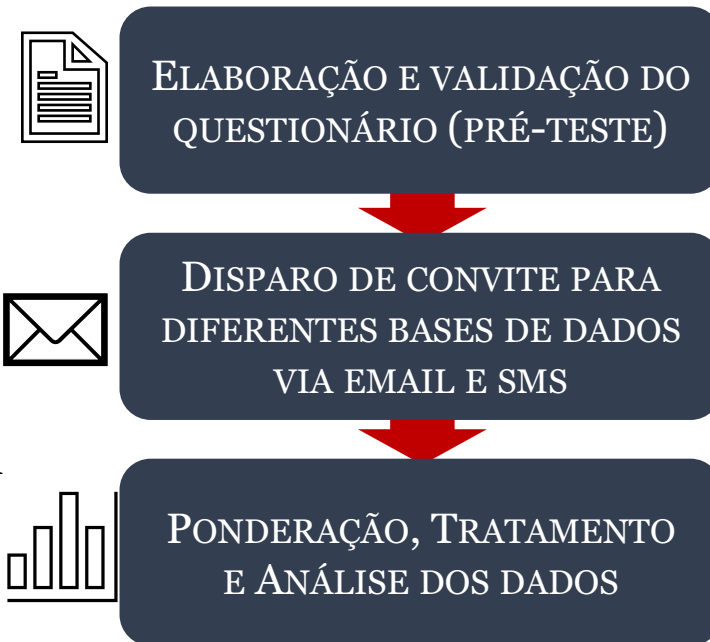 ELABORAÇÃO E VALIDAÇÃO DO
QUESTIONÁRIO (PRÉ-TESTE)
DISPARO DE CONVITE PARA
DIFERENTES BASES DE DADOS
VIA EMAIL E SMS
PONDERAÇÃO, TRATAMENTO
E ANÁLISE DOS DADOS